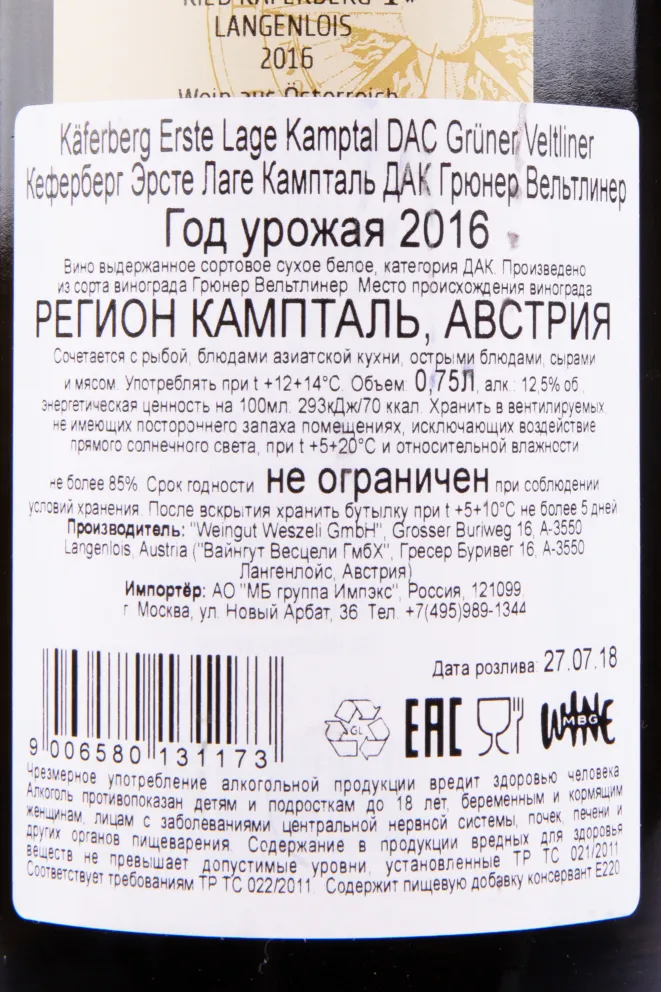 RIED KÄFERBERG 1
LANGENLOIS
2016
Wein aus Österreich
Käferberg Erste Lage Kamptal DAC Grüner Veltliner
Кеферберг Эрсте Лаге Кампталь ДАК Грюнер Вельтлинер
Год урожая 2016
Вино выдержанное сортовое сухое белое, категория ДАК. Произведено
из сорта винограда Грюнер Вельтлинер. Место происхождения винограда
РЕГИОН КАМПТАЛЬ, АВСТРИЯ
Сочетается с рыбой, блюдами азиатской кухни, острыми блюдами, сырами
и мясом. Употреблять при t +12+14°С. Объем: 0,75Л, алк.: 12,5% об.,
энергетическая ценность на 100мл: 293кДж/70 ккал. Хранить в вентилируемых,
не имеющих постороннего запаха помещениях, исключающих воздействие
прямого солнечного света, при t +5+20°С и относительной влажности
не более 85%. Срок годности не ограничен при соблюдении
условий хранения. После вскрытия хранить бутылку при t +5+10°С не более 5 дней.
Производитель: "Weingut Weszeli GmbH", Grosser Buriweg 16, A-3550
Langenlois, Austria ("Вайнгут Весцели ГмбХ", Гресер Буривег 16, А-3550
Лангенлойс, Австрия)
Импортёр: АО "МБ группа Импэкс", Россия, 121099,
г. Москва, ул. Новый Арбат, 36 Тел. +7(495)989-1344
Дата розлива: 27.07.18
GL
EAC
WINE
MBG
9 006580 131173
Чрезмерное употребление алкогольной продукции вредит здоровью человека
Алкоголь противопоказан детям и подросткам до 18 лет, беременным и кормящим
женщинам, лицам с заболеваниями центральной нервной системы, почек, печени и
других органов пищеварения. Содержание в продукции вредных для здоровья
веществ не превышает допустимые уровни, установленные ТР ТС 021/2011
Соответствует требованиям ТР ТС 022/2011. Содержит пищевую добавку консервант Е220